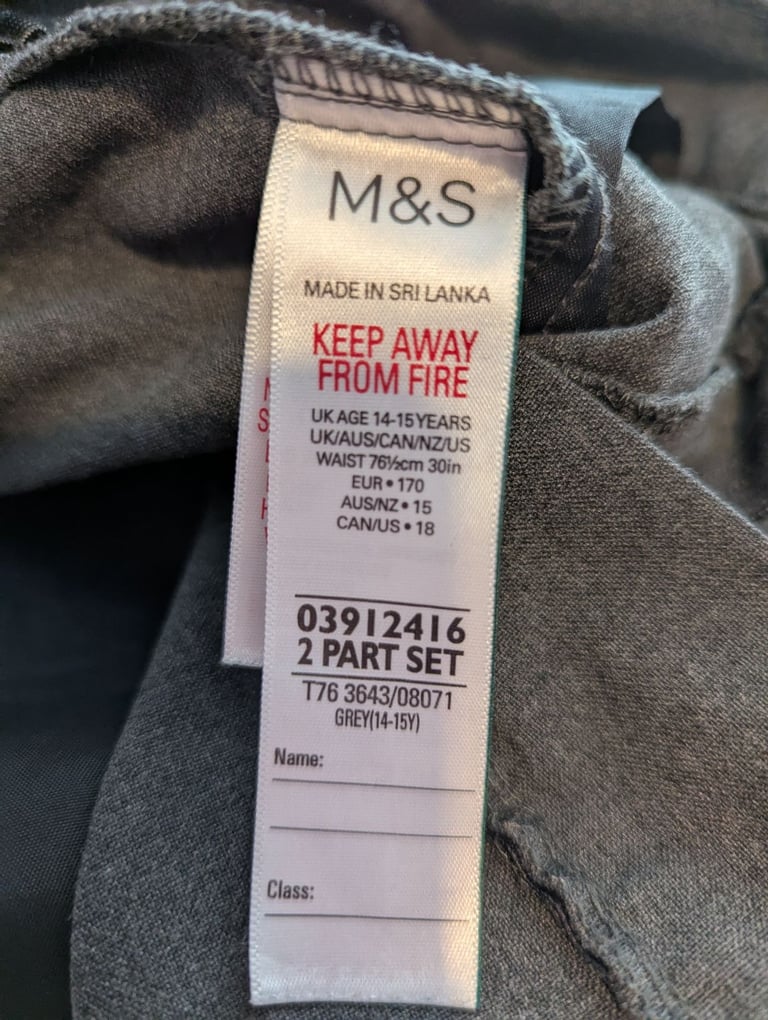 M&S
MADE IN SRI LANKA
KEEP AWAY
FROM FIRE
UK AGE 14-15 YEARS
UK/AUS/CAN/NZ/US
WAIST 76½cm 30in
EUR • 170
AUS/NZ • 15
CAN/US • 18
03912416
2 PART SET
T76 3643/08071
GREY(14-15Y)
Name:
Class: